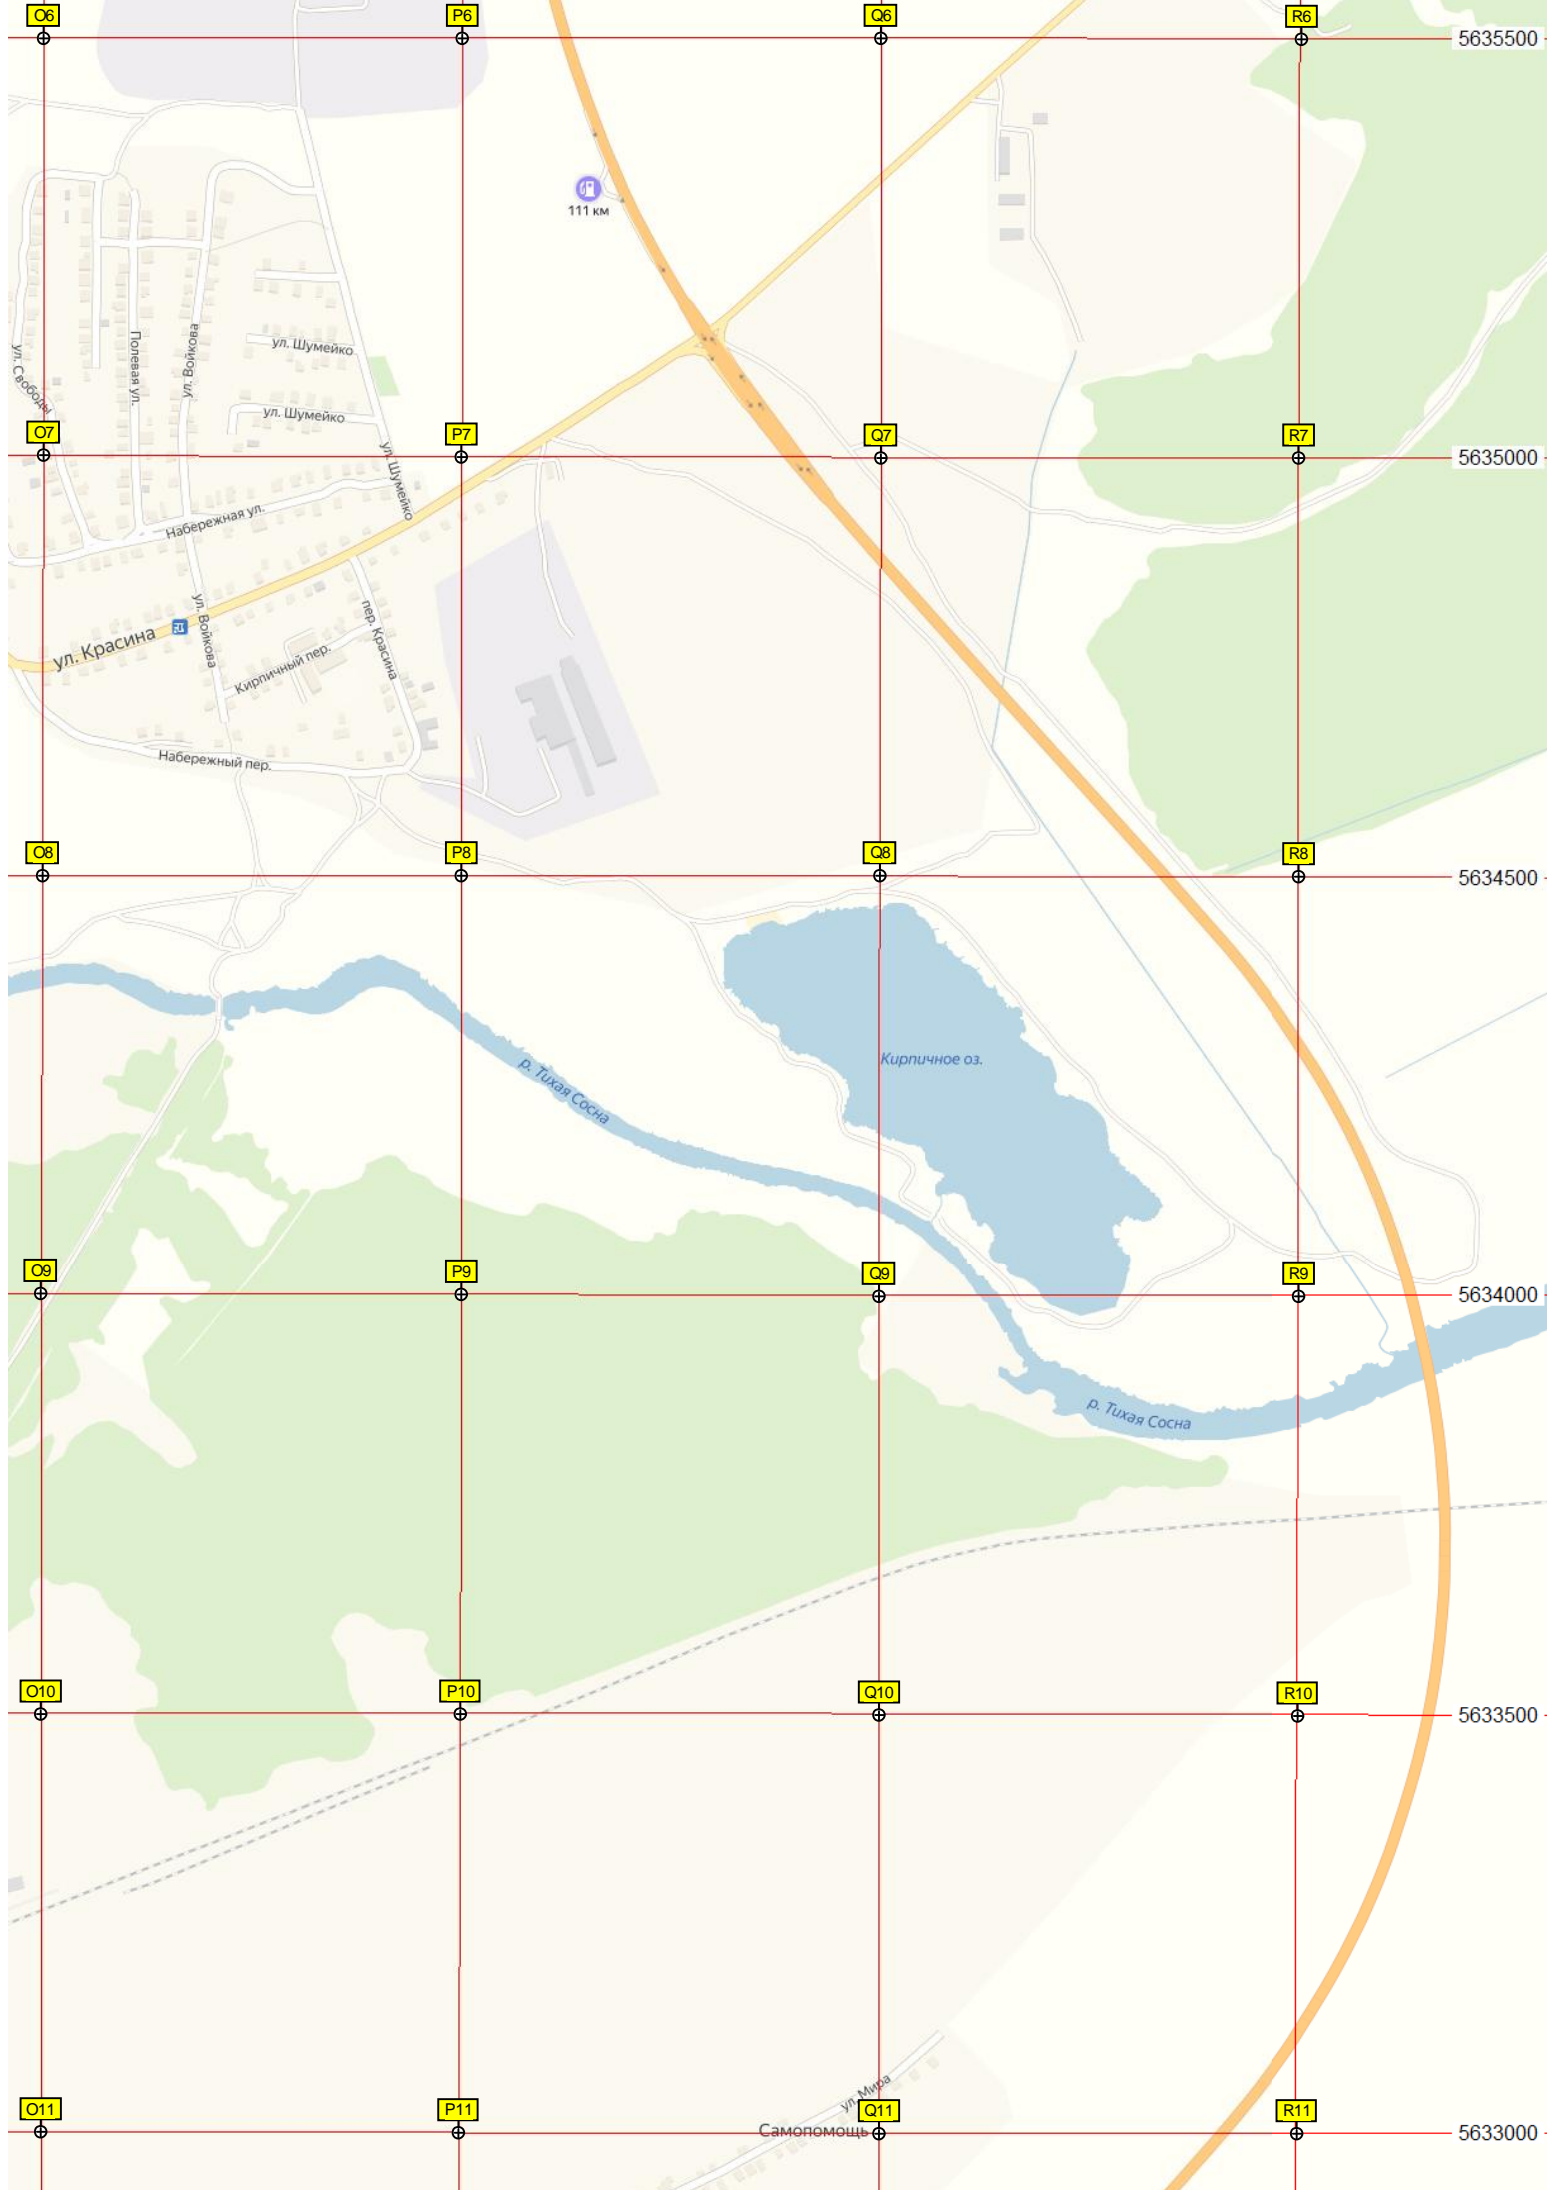 O6
P6
Q6
R6
5635500
111 км
ул. Шумейко
ул. Войкова
Полевая ул.
ул. Свободы
ул. Шумейко
O7
P7
Q7
R7
5635000
ул. Шумейко
Набережная ул.
ул. Красина
ул. Войкова
пер. Красина
Кирпичный пер.
Набережный пер.
O8
P8
Q8
R8
5634500
Кирпичное оз.
р. Тихая Сосна
O9
P9
Q9
R9
5634000
р. Тихая Сосна
O10
P10
Q10
R10
5633500
ул. Мира
O11
P11
Самопомощь
Q11
R11
5633000